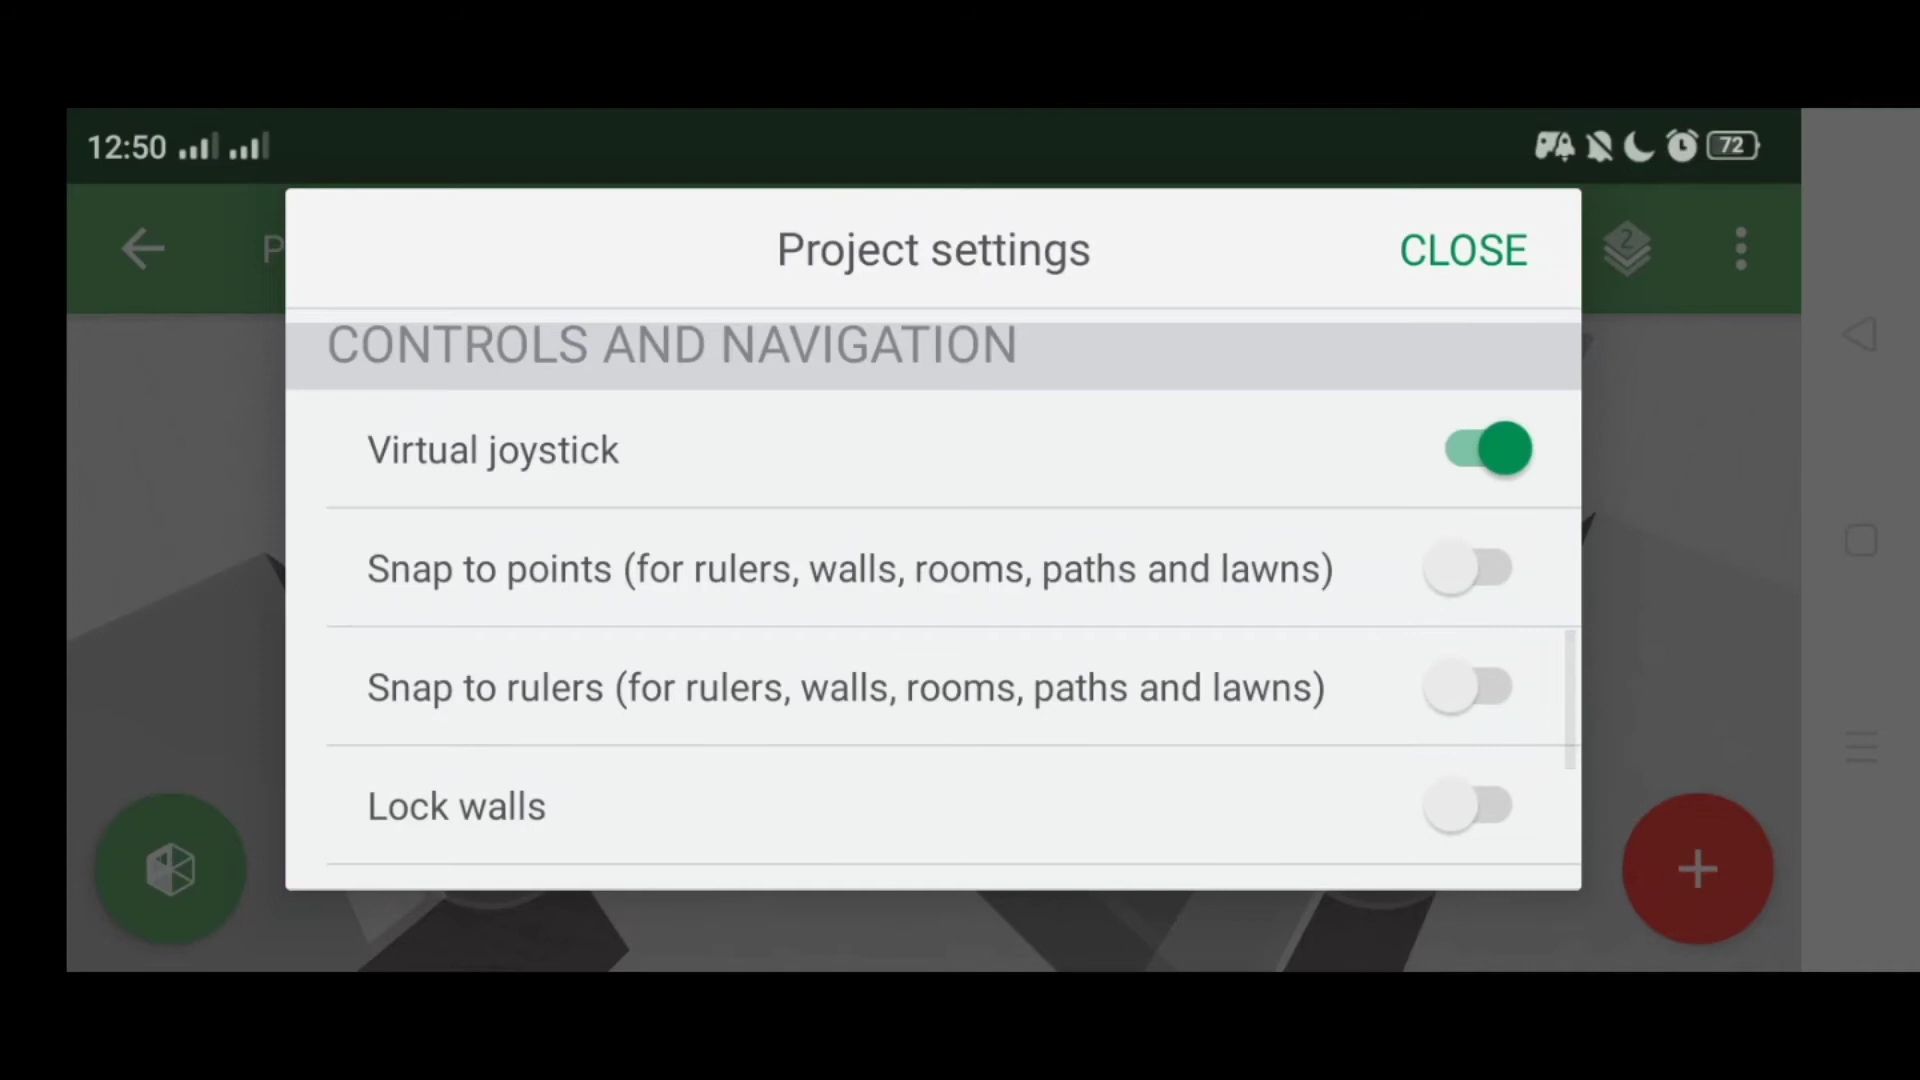 12:50
72
P
2
Project settings
CLOSE
CONTROLS AND NAVIGATION
Virtual joystick
Snap to points (for rulers, walls, rooms, paths and lawns)
Snap to rulers (for rulers, walls, rooms, paths and lawns)
Lock walls